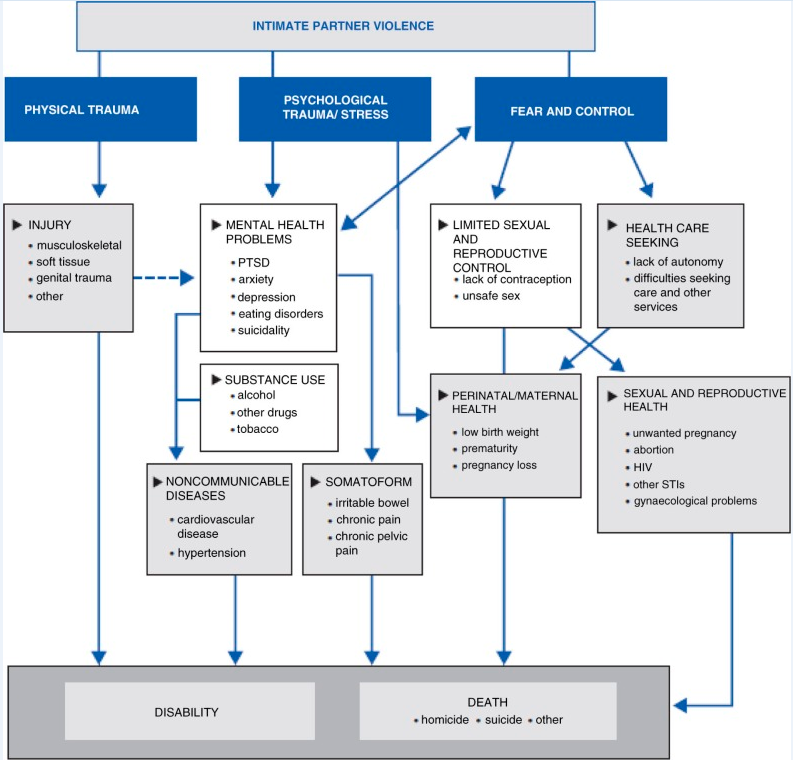 INTIMATE PARTNER VIOLENCE
PHYSICAL TRAUMA
PSYCHOLOGICAL
TRAUMA/ STRESS
FEAR AND CONTROL
INJURY
musculoskeletal
soft tissue
genital trauma
other
MENTAL HEALTH
PROBLEMS
PTSD
anxiety
depression
eating disorders
suicidality
LIMITED SEXUAL
AND
REPRODUCTIVE
CONTROL
lack of contraception
unsafe sex
HEALTH CARE
SEEKING
lack of autonomy
difficulties seeking
care and other
services
SUBSTANCE USE
alcohol
other drugs
tobacco
PERINATAL/MATERNAL
HEALTH
low birth weight
prematurity
pregnancy loss
SEXUAL AND REPRODUCTIVE
HEALTH
unwanted pregnancy
abortion
HIV
other STIs
gynaecological problems
NONCOMMUNICABLE
DISEASES
cardiovascular
disease
hypertension
SOMATOFORM
irritable bowel
chronic pain
chronic pelvic
pain
DISABILITY
DEATH
homicide • suicide • other